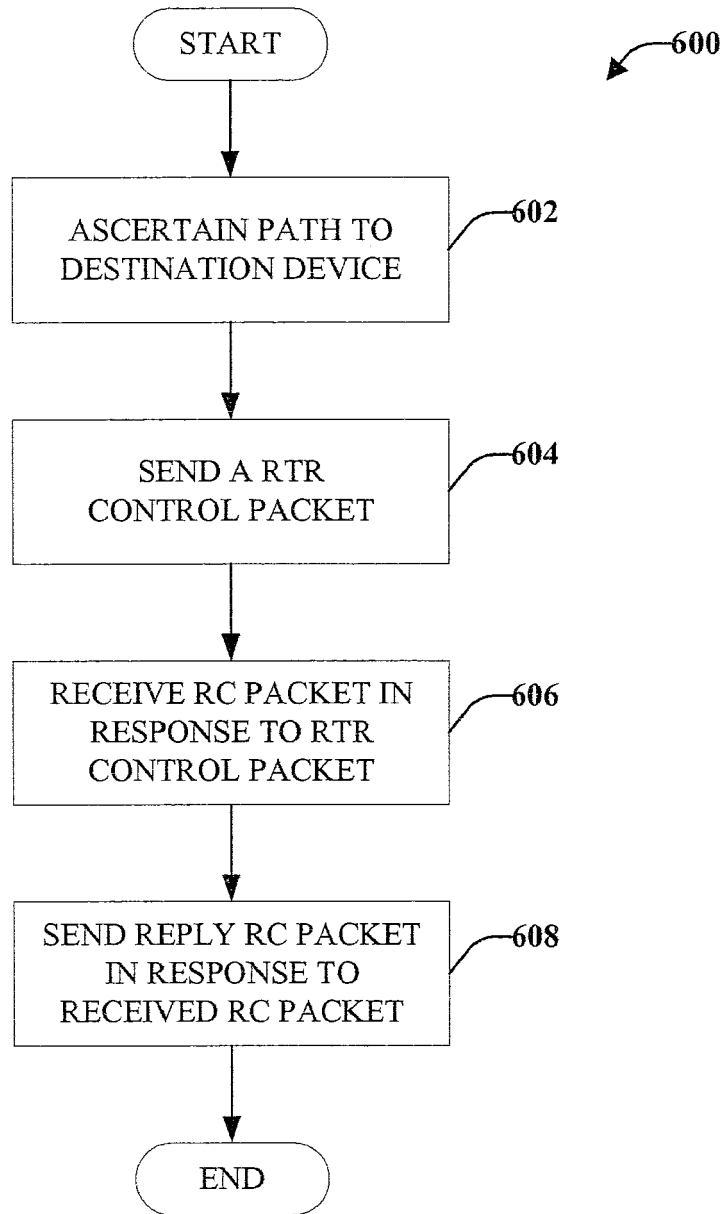 START
600
ASCERTAIN PATH TO
DESTINATION DEVICE
602
SEND A RTR
CONTROL PACKET
604
RECEIVE RC PACKET IN
RESPONSE TO RTR
CONTROL PACKET
606
SEND REPLY RC PACKET
IN RESPONSE TO
RECEIVED RC PACKET
608
END